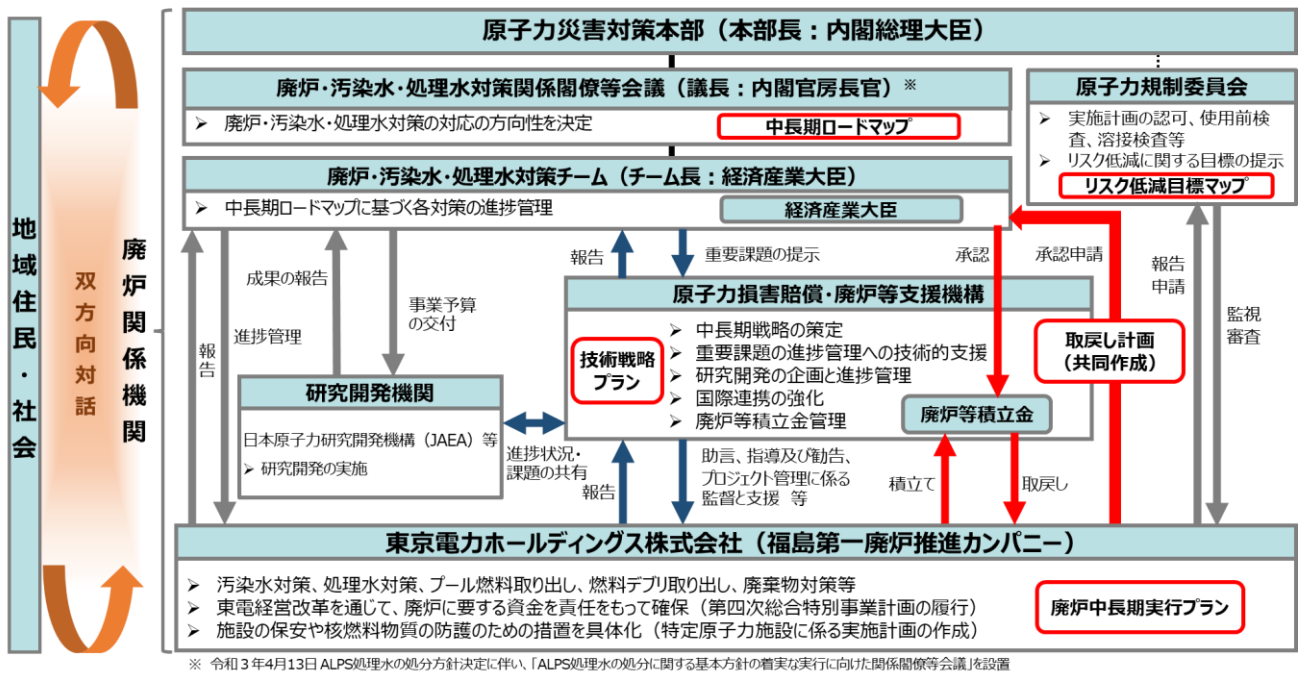 原子力災害対策本部（本部長：内閣総理大臣）
廃炉･汚染水･処理水対策関係閣僚等会議（議長：内閣官房長官）※
➢ 廃炉･汚染水･処理水対策の対応の方向性を決定
中長期ロードマップ
原子力規制委員会
➢ 実施計画の認可、使用前検
査、溶接検査等
➢ リスク低減に関する目標の提示
リスク低減目標マップ
廃炉･汚染水･処理水対策チーム（チーム長：経済産業大臣）
➢ 中長期ロードマップに基づく各対策の進捗管理
経済産業大臣
地域住民・社会
双方向対話
廃炉関係機関
報告
進捗管理
成果の報告
事業予算
の交付
報告
重要課題の提示
承認
承認申請
報告
申請
監視
審査
原子力損害賠償･廃炉等支援機構
技術戦略
プラン
➢ 中長期戦略の策定
➢ 重要課題の進捗管理への技術的支援
➢ 研究開発の企画と進捗管理
➢ 国際連携の強化
➢ 廃炉等積立金管理
廃炉等積立金
取戻し計画
（共同作成）
研究開発機関
日本原子力研究開発機構（JAEA）等
➢ 研究開発の実施
進捗状況・
課題の共有
報告
助言、指導及び勧告、
プロジェクト管理に係る
監督と支援 等
積立て
取戻し
東京電力ホールディングス株式会社（福島第一廃炉推進カンパニー）
➢ 汚染水対策、処理水対策、プール燃料取り出し、燃料デブリ取り出し、廃棄物対策等
➢ 東電経営改革を通じて、廃炉に要する資金を責任をもって確保（第四次総合特別事業計画の履行）
➢ 施設の保安や核燃料物質の防護のための措置を具体化（特定原子力施設に係る実施計画の作成）
廃炉中長期実行プラン
※ 令和３年4月13日 ALPS処理水の処分方針決定に伴い、「ALPS処理水の処分に関する基本方針の着実な実行に向けた関係閣僚等会議」を設置